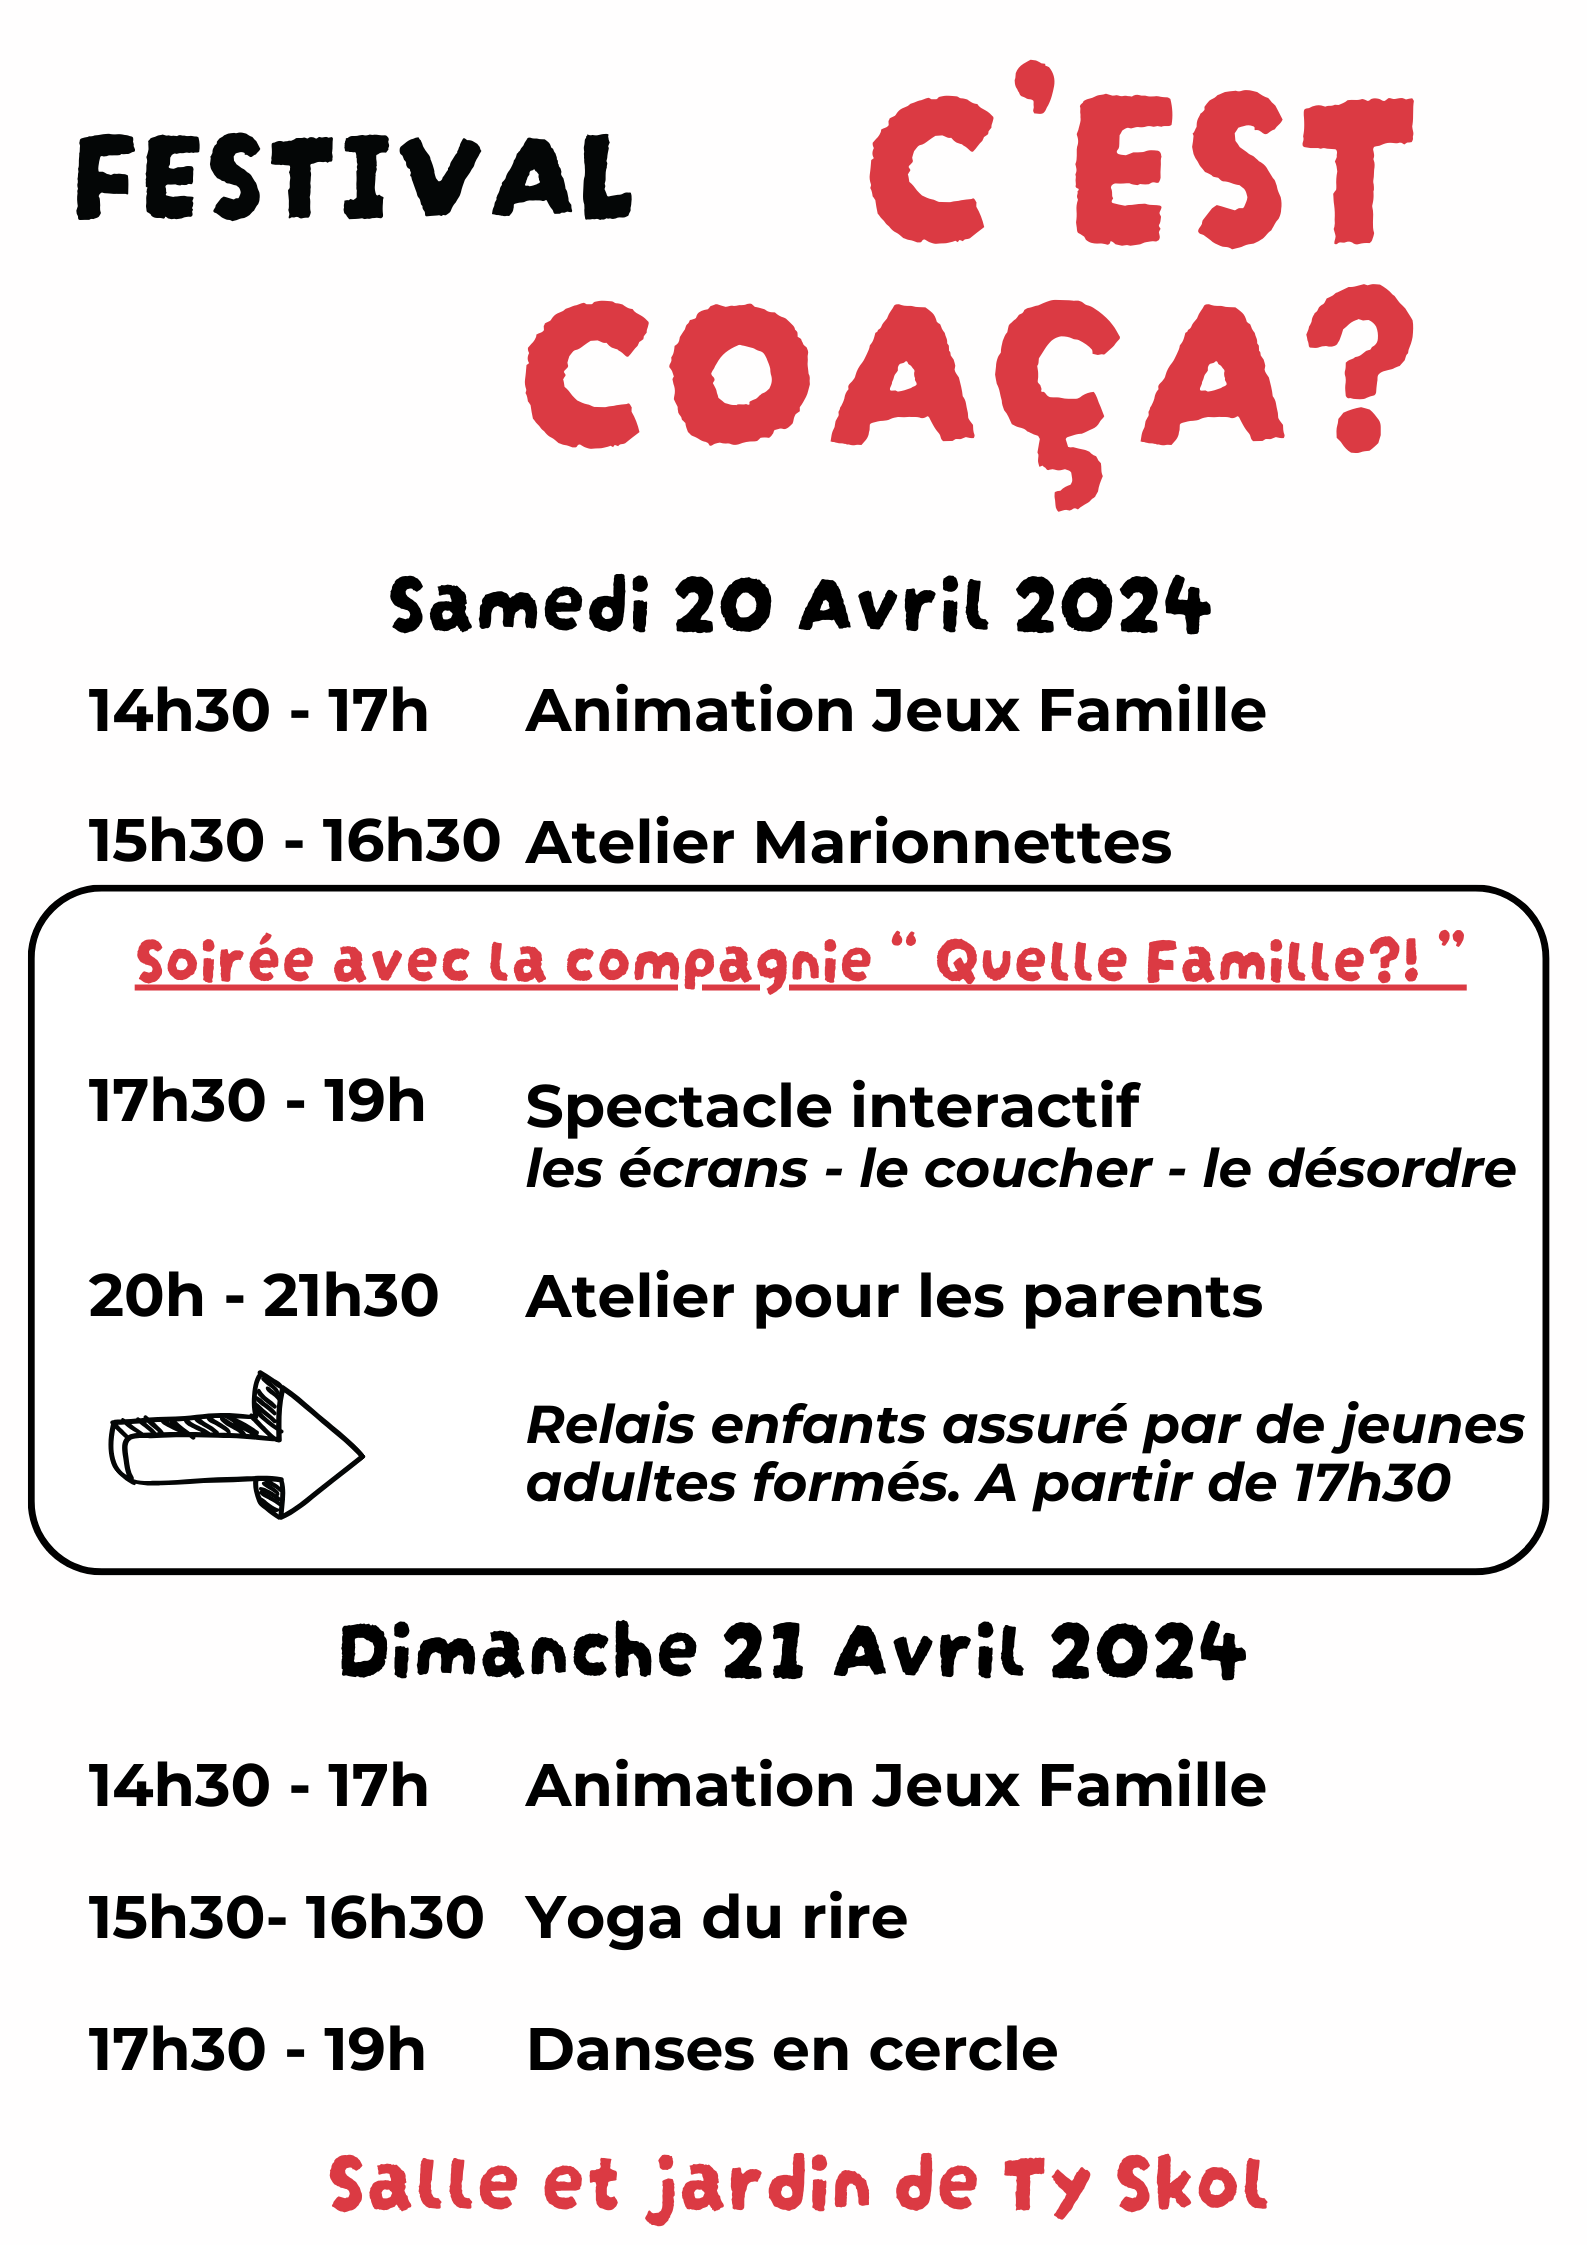 FESTIVAL
C'EST
COAÇA?
Samedi 20 Avril 2024
14h30 - 17h Animation Jeux Famille
15h30 - 16h30 Atelier Marionnettes
Soirée avec la compagnie “ Quelle Famille?! ”
17h30 - 19h Spectacle interactif
les écrans - le coucher - le désordre
20h - 21h30 Atelier pour les parents
Relais enfants assuré par de jeunes
adultes formés. A partir de 17h30
Dimanche 21 Avril 2024
14h30 - 17h Animation Jeux Famille
15h30- 16h30 Yoga du rire
17h30 - 19h Danses en cercle
Salle et jardin de Ty Skol